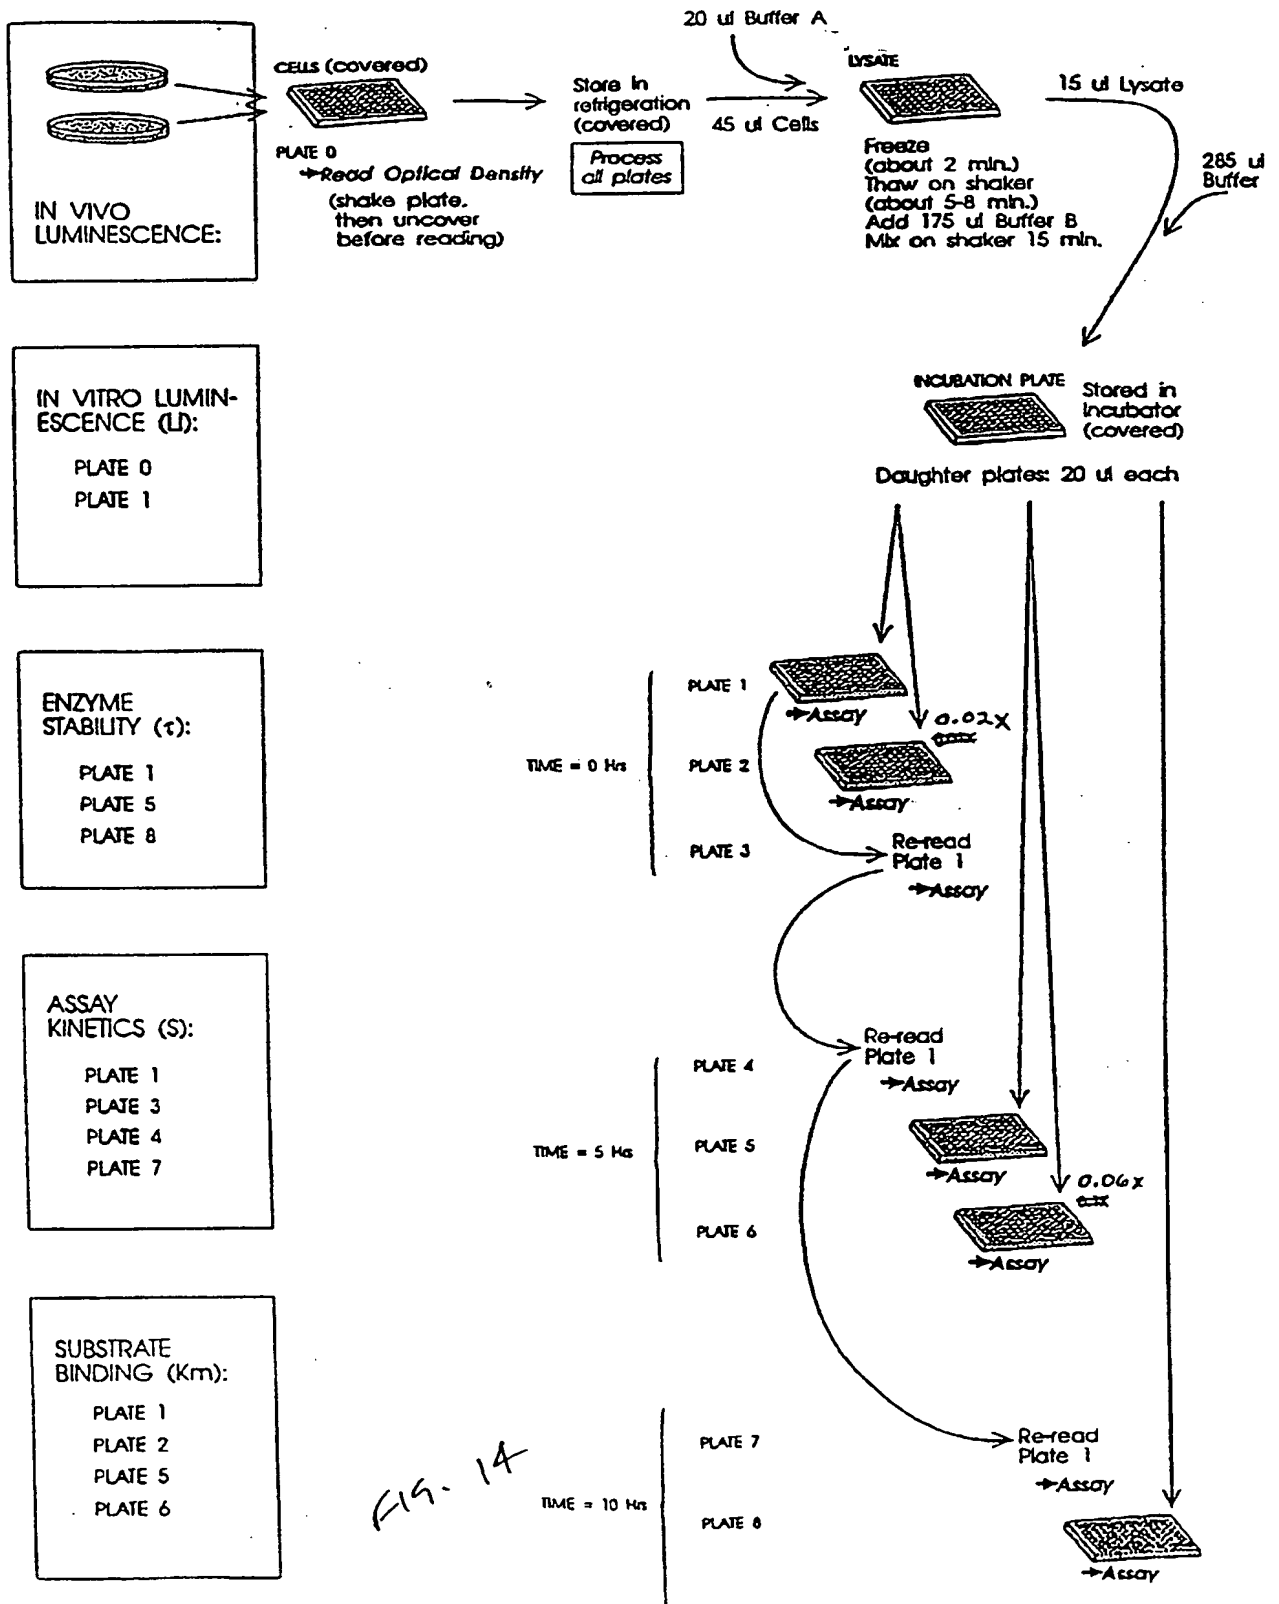 20 ul Buffer A
CELLS (covered)
LYSATE
Store in
refrigeration
(covered)
45 ul Cells
15 ul Lysate
Process
all plates
PLATE 0
Read Optical Density
(shake plate.
then uncover
before reading)
Freeze
(about 2 min.)
Thaw on shaker
(about 5-8 min.)
Add 175 ul Buffer B
Mix on shaker 15 min.
285 ul
Buffer
IN VIVO
LUMINESCENCE:
IN VITRO LUMIN-
ESCENCE (LI):
PLATE 0
PLATE 1
INCUBATION PLATE
Stored in
Incubator
(covered)
Daughter plates: 20 ul each
ENZYME
STABILITY (τ):
PLATE 1
PLATE 5
PLATE 8
TIME = 0 Hrs
PLATE 1
Assay
0.02x
PLATE 2
Assay
PLATE 3
Re-read
Plate 1
Assay
ASSAY
KINETICS (S):
PLATE 1
PLATE 3
PLATE 4
PLATE 7
TIME = 5 Hrs
PLATE 4
Re-read
Plate 1
Assay
PLATE 5
Assay
0.06x
PLATE 6
Assay
SUBSTRATE
BINDING (Km):
PLATE 1
PLATE 2
PLATE 5
PLATE 6
FIG. 14
TIME = 10 Hrs
PLATE 7
Re-read
Plate 1
Assay
PLATE 8
Assay